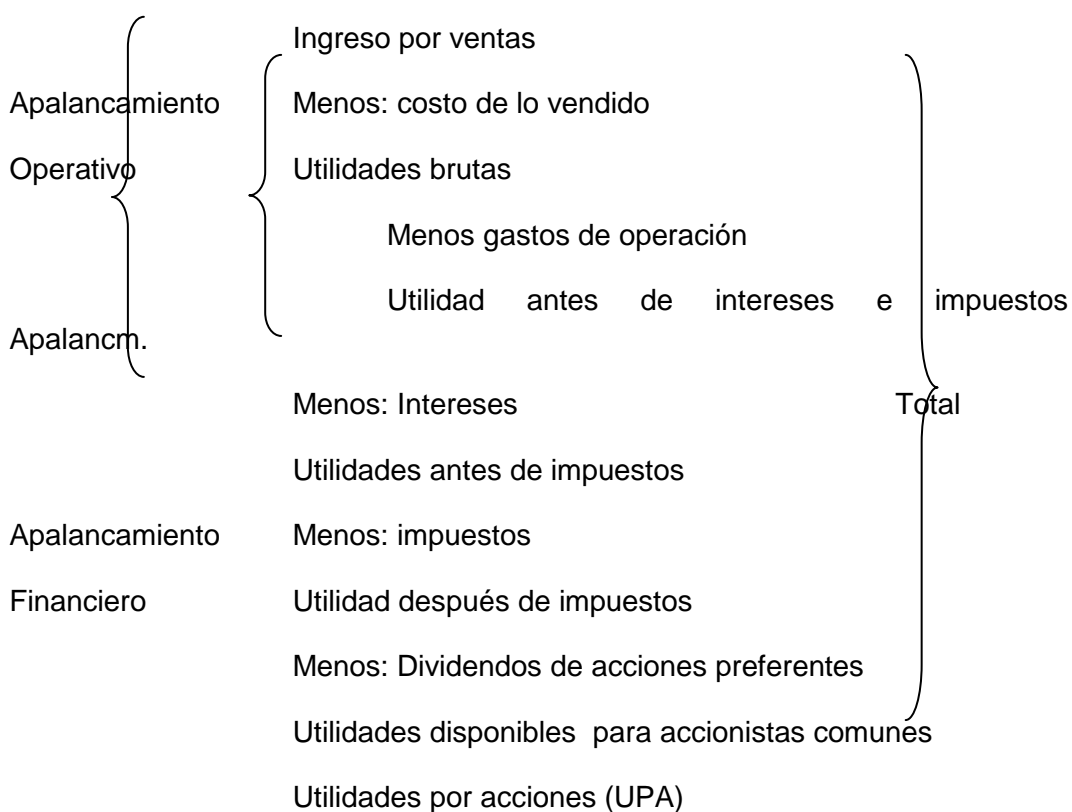 Ingreso por ventas
Apalancamiento Menos: costo de lo vendido
Operativo Utilidades brutas
Menos gastos de operación
Utilidad antes de intereses e impuestos
Apalancm.
Menos: Intereses Total
Utilidades antes de impuestos
Apalancamiento Menos: impuestos
Financiero Utilidad después de impuestos
Menos: Dividendos de acciones preferentes
Utilidades disponibles para accionistas comunes
Utilidades por acciones (UPA)